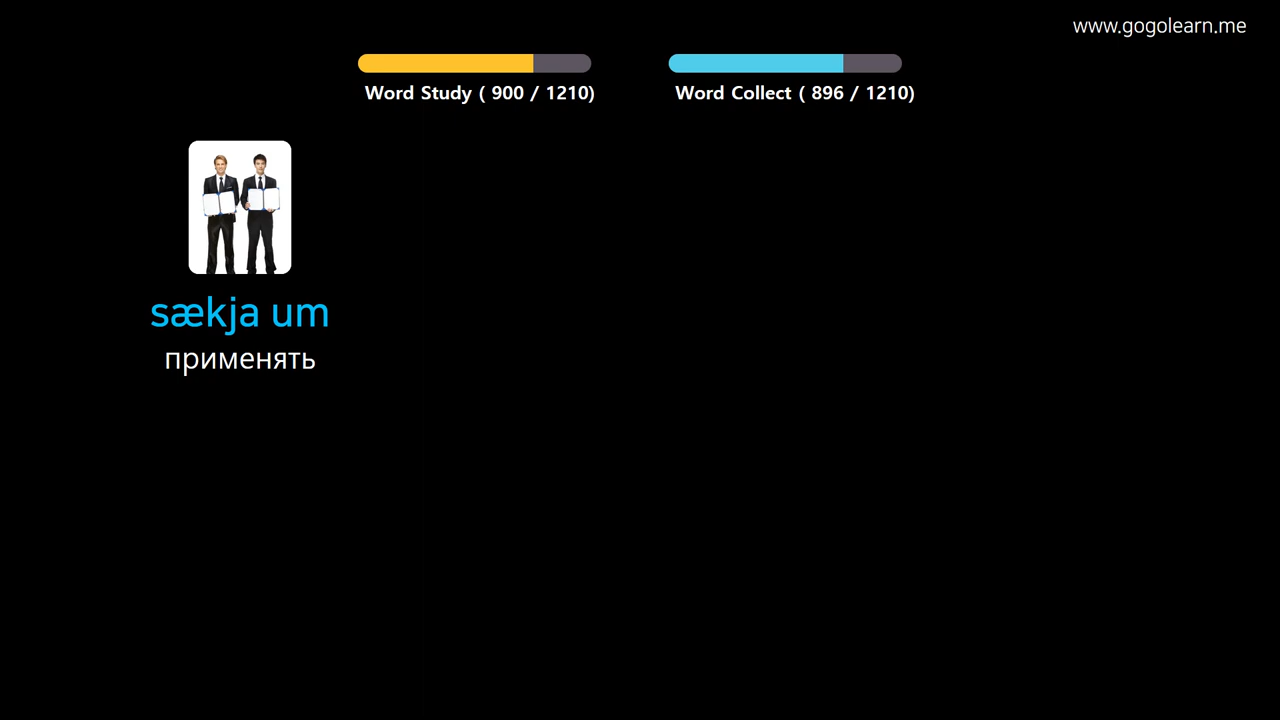 www.gogolearn.me
Word Study ( 900 / 1210)
Word Collect ( 896 / 1210)
sækja um
применять